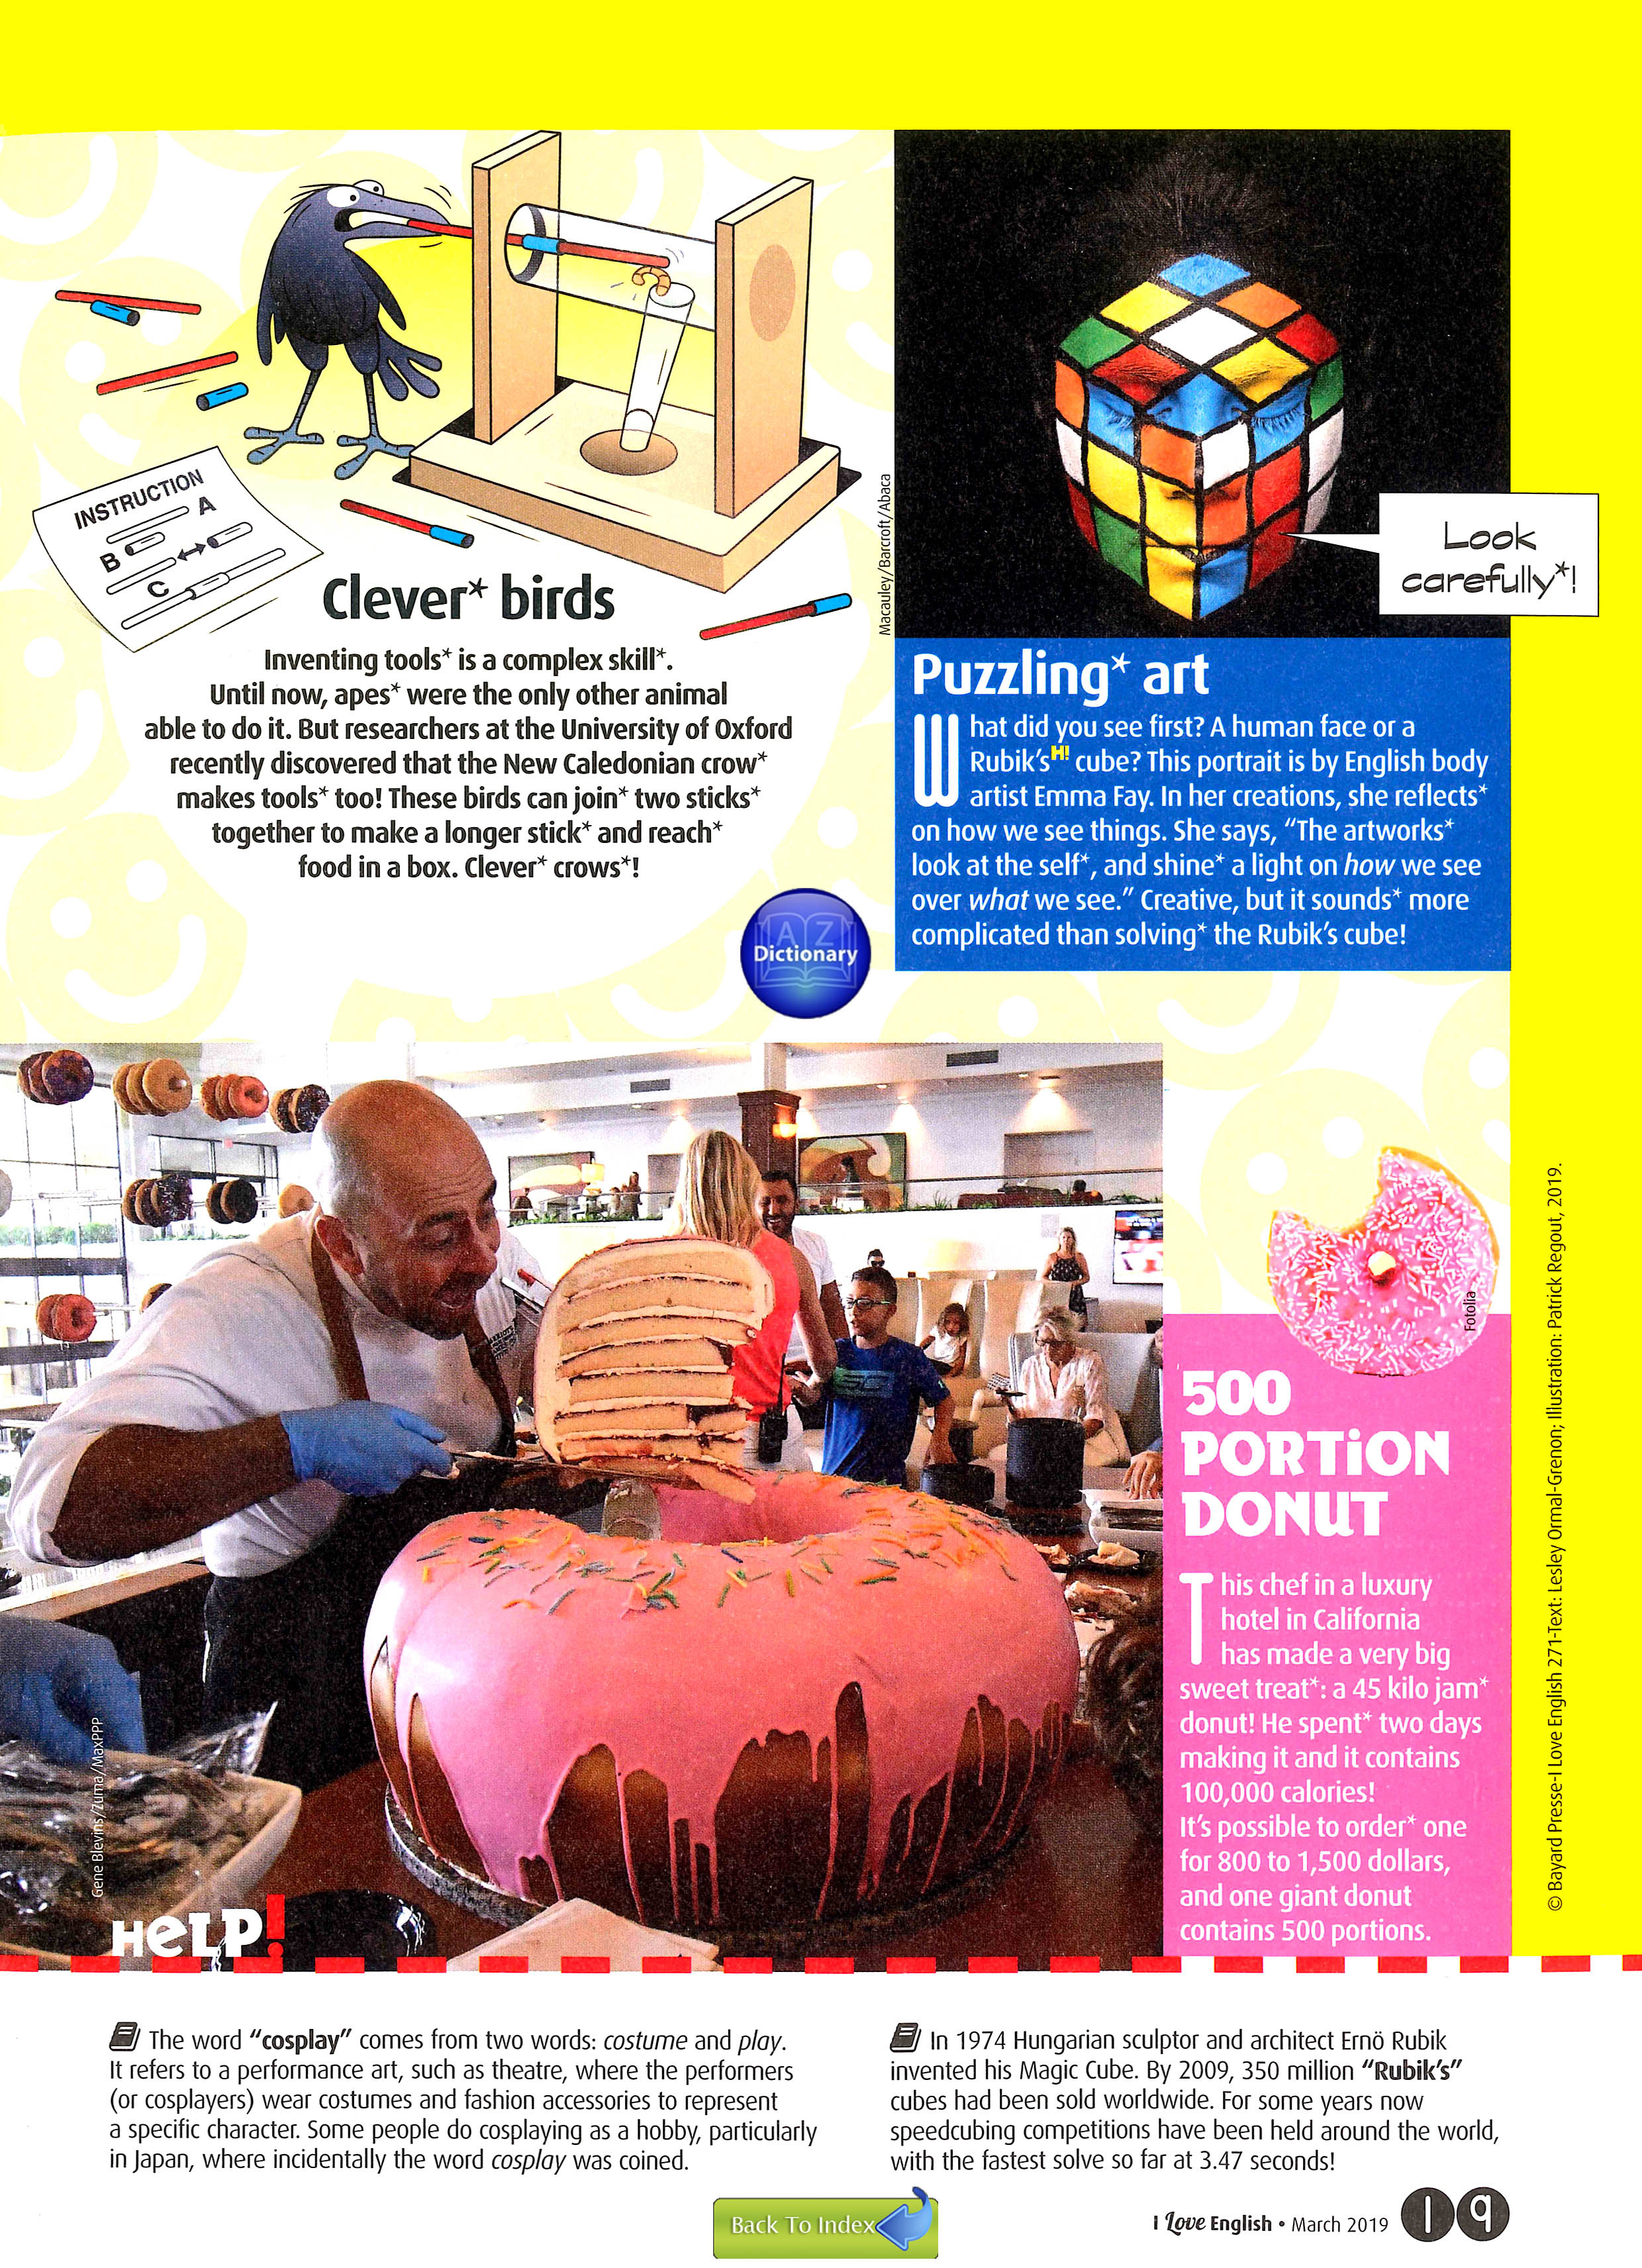 INSTRUCTION
A
B
C
Clever* birds
Inventing tools* is a complex skill*.
Until now, apes* were the only other animal
able to do it. But researchers at the University of Oxford
recently discovered that the New Caledonian crow*
makes tools* too! These birds can join* two sticks*
together to make a longer stick* and reach*
food in a box. Clever* crows*!
Macauley/Barcroft/Abaca
Look
carefully*!
Puzzling* art
What did you see first? A human face or a
Rubik's H! cube? This portrait is by English body
artist Emma Fay. In her creations, she reflects*
on how we see things. She says, “The artworks*
look at the self*, and shine* a light on how we see
over what we see.” Creative, but it sounds* more
complicated than solving* the Rubik's cube!
A Z
Dictionary
Fotolia
500
PORTiON
DONUT
This chef in a luxury
hotel in California
has made a very big
sweet treat*: a 45 kilo jam*
donut! He spent* two days
making it and it contains
100,000 calories!
It's possible to order* one
for 800 to 1,500 dollars,
and one giant donut
contains 500 portions.
© Bayard Presse-I Love English 271-Text: Lesley Ormal-Grenon; Illustration: Patrick Regout, 2019.
Gene Blevins/Zuma/MaxPPP
HeLP!
The word “cosplay” comes from two words: costume and play.
It refers to a performance art, such as theatre, where the performers
(or cosplayers) wear costumes and fashion accessories to represent
a specific character. Some people do cosplaying as a hobby, particularly
in Japan, where incidentally the word cosplay was coined.
In 1974 Hungarian sculptor and architect Ernö Rubik
invented his Magic Cube. By 2009, 350 million “Rubik's”
cubes had been sold worldwide. For some years now
speedcubing competitions have been held around the world,
with the fastest solve so far at 3.47 seconds!
Back To Index
I Love English • March 2019
19